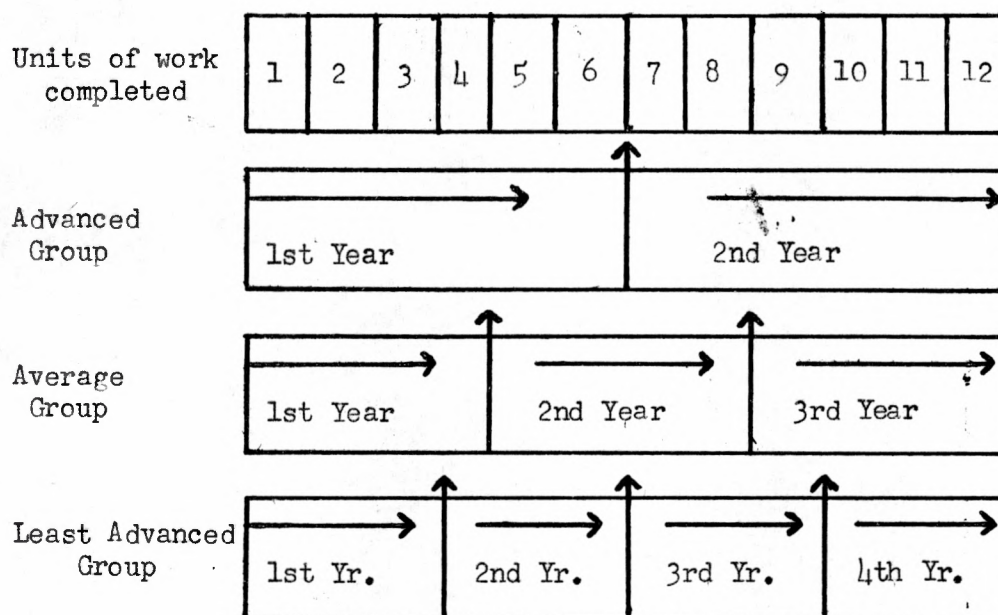 Units of work
completed
1 2 3 4 5 6 7 8 9 10 11 12
Advanced
Group
1st Year 2nd Year
Average
Group
1st Year 2nd Year 3rd Year
Least Advanced
Group
1st Yr. 2nd Yr. 3rd Yr. 4th Yr.